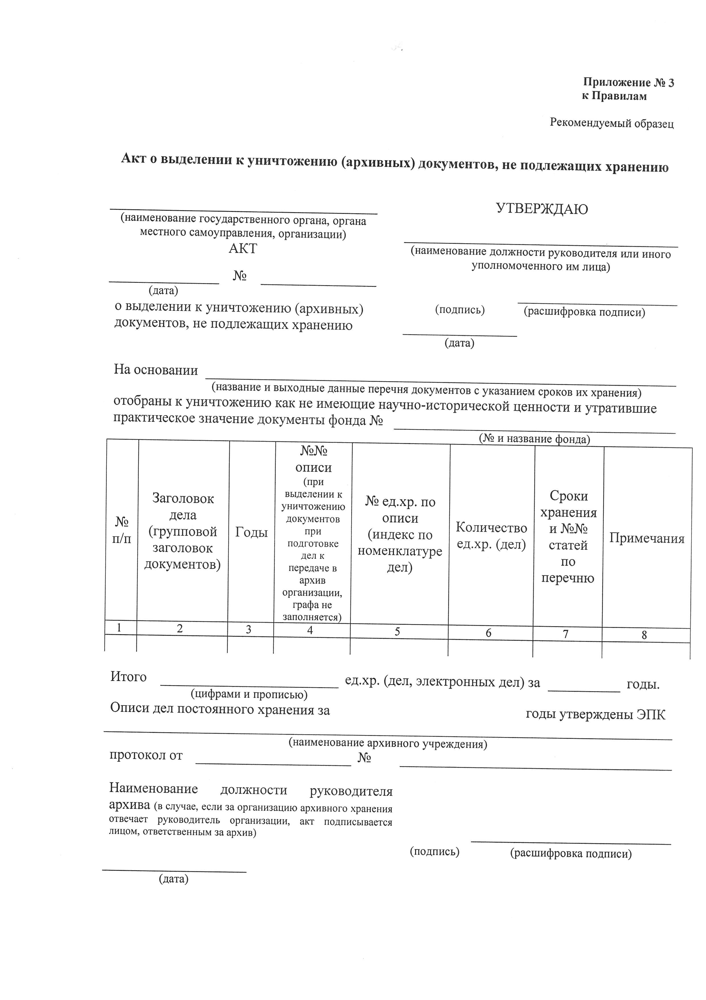 Приложение № 3
к Правилам
Рекомендуемый образец
Акт о выделении к уничтожению (архивных) документов, не подлежащих хранению
(наименование государственного органа, органа
местного самоуправления, организации)
АКТ
№
(дата)
о выделении к уничтожению (архивных)
документов, не подлежащих хранению
УТВЕРЖДАЮ
(наименование должности руководителя или иного
уполномоченного им лица)
(подпись) (расшифровка подписи)
(дата)
На основании
(название и выходные данные перечня документов с указанием сроков их хранения)
отобраны к уничтожению как не имеющие научно-исторической ценности и утратившие
практическое значение документы фонда №
(№ и название фонда)
№
п/п
Заголовок
дела
(групповой
заголовок
документов)
Годы
№№
описи
(при
выделении к
уничтожению
документов
при
подготовке
дел к
передаче в
архив
организации,
графа не
заполняется)
№ ед.хр. по
описи
(индекс по
номенклатуре
дел)
Количество
ед.хр. (дел)
Сроки
хранения
и №№
статей
по
перечню
Примечания
1 2 3 4 5 6 7 8
Итого ед.хр. (дел, электронных дел) за годы.
(цифрами и прописью)
Описи дел постоянного хранения за годы утверждены ЭПК
(наименование архивного учреждения)
протокол от №
Наименование должности руководителя
архива (в случае, если за организацию архивного хранения
отвечает руководитель организации, акт подписывается
лицом, ответственным за архив)
(подпись) (расшифровка подписи)
(дата)